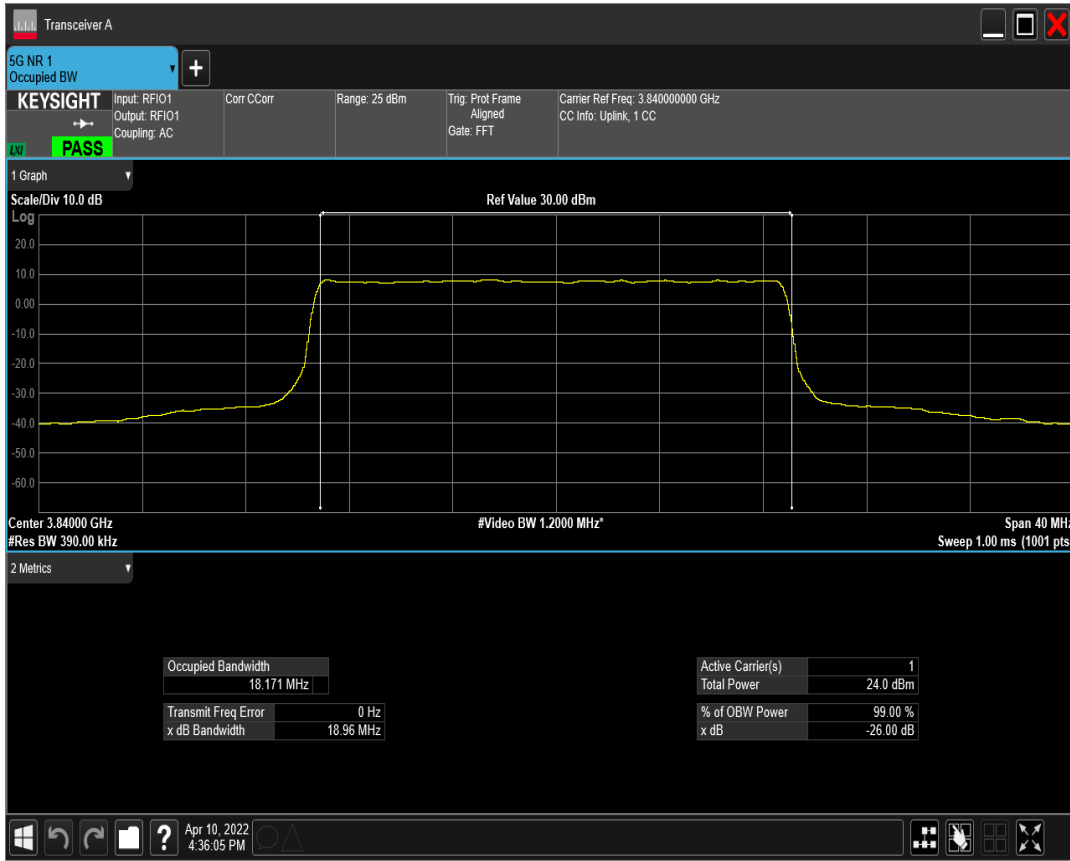 Transceiver A
5G NR 1
Occupied BW
+
KEYSIGHT
LXI
PASS
Input: RFIO1
Output: RFIO1
Coupling: AC
Corr CCorr
Range: 25 dBm
Trig: Prot Frame
Aligned
Gate: FFT
Carrier Ref Freq: 3.840000000 GHz
CC Info: Uplink, 1 CC
1 Graph
Scale/Div 10.0 dB
Ref Value 30.00 dBm
Log
20.0
10.0
0.00
-10.0
-20.0
-30.0
-40.0
-50.0
-60.0
Center 3.84000 GHz
#Video BW 1.2000 MHz*
Span 40 MHz
#Res BW 390.00 kHz
Sweep 1.00 ms (1001 pts
2 Metrics
Occupied Bandwidth
18.171 MHz
Transmit Freq Error 0 Hz
x dB Bandwidth 18.96 MHz
Active Carrier(s) 1
Total Power 24.0 dBm
% of OBW Power 99.00 %
x dB -26.00 dB
?
Apr 10, 2022
4:36:05 PM